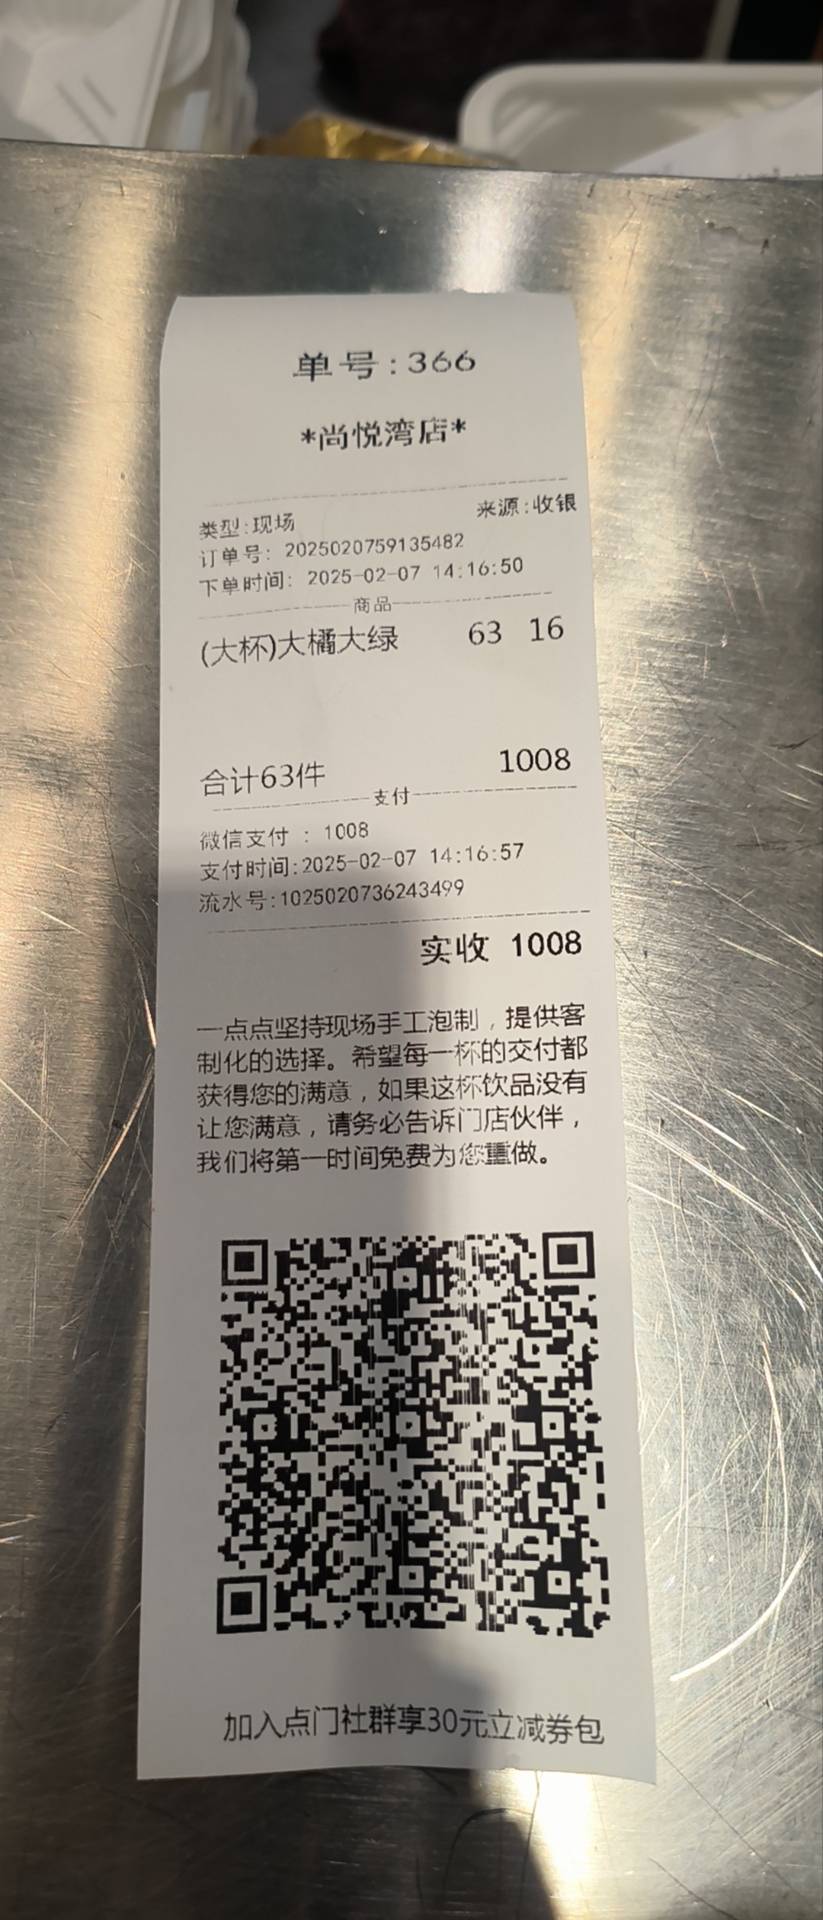 单号:366
*尚悦湾店*
类型:现场 来源:收银
订单号: 2025020759135482
下单时间: 2025-02-07 14:16:50
商品
(大杯)大橘大绿 63 16
合计63件 1008
支付
微信支付 : 1008
支付时间:2025-02-07 14:16:57
流水号:1025020736243499
实收 1008
一点点坚持现场手工泡制，提供客
制化的选择。希望每一杯的交付都
获得您的满意，如果这杯饮品没有
让您满意，请务必告诉门店伙伴，
我们将第一时间免费为您重做。
加入点门社群享30元立减券包